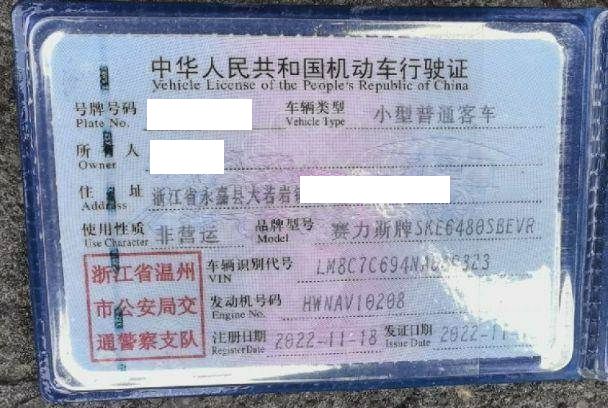 中华人民共和国机动车行驶证
Vehicle License of the People's Republic of China
号牌号码 车辆类型 小型普通客车
Plate No. Vehicle Type
所有人
Owner
住址 浙江省永嘉县大若岩
Address
使用性质 非营运 品牌型号 赛力斯牌SKE6480SBEVR
Use Character Model
浙江省温州市公安局交通警察支队
车辆识别代号
VIN
发动机号码 HWNAV10208
Engine No.
注册日期 2022-11-18 发证日期 2022-11-
Register Date Issue Date